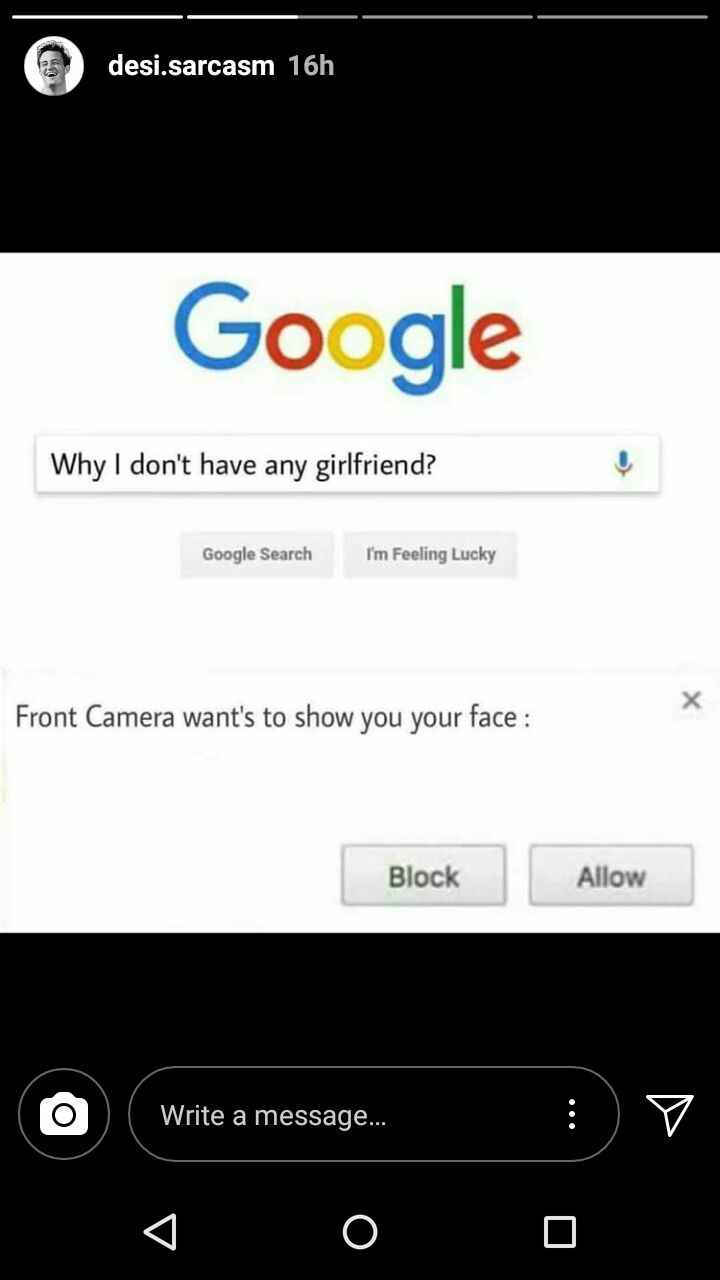 desi.sarcasm 16h
Google
Why I don't have any girlfriend?
Google Search I'm Feeling Lucky
Front Camera want's to show you your face :
Block Allow
Write a message...